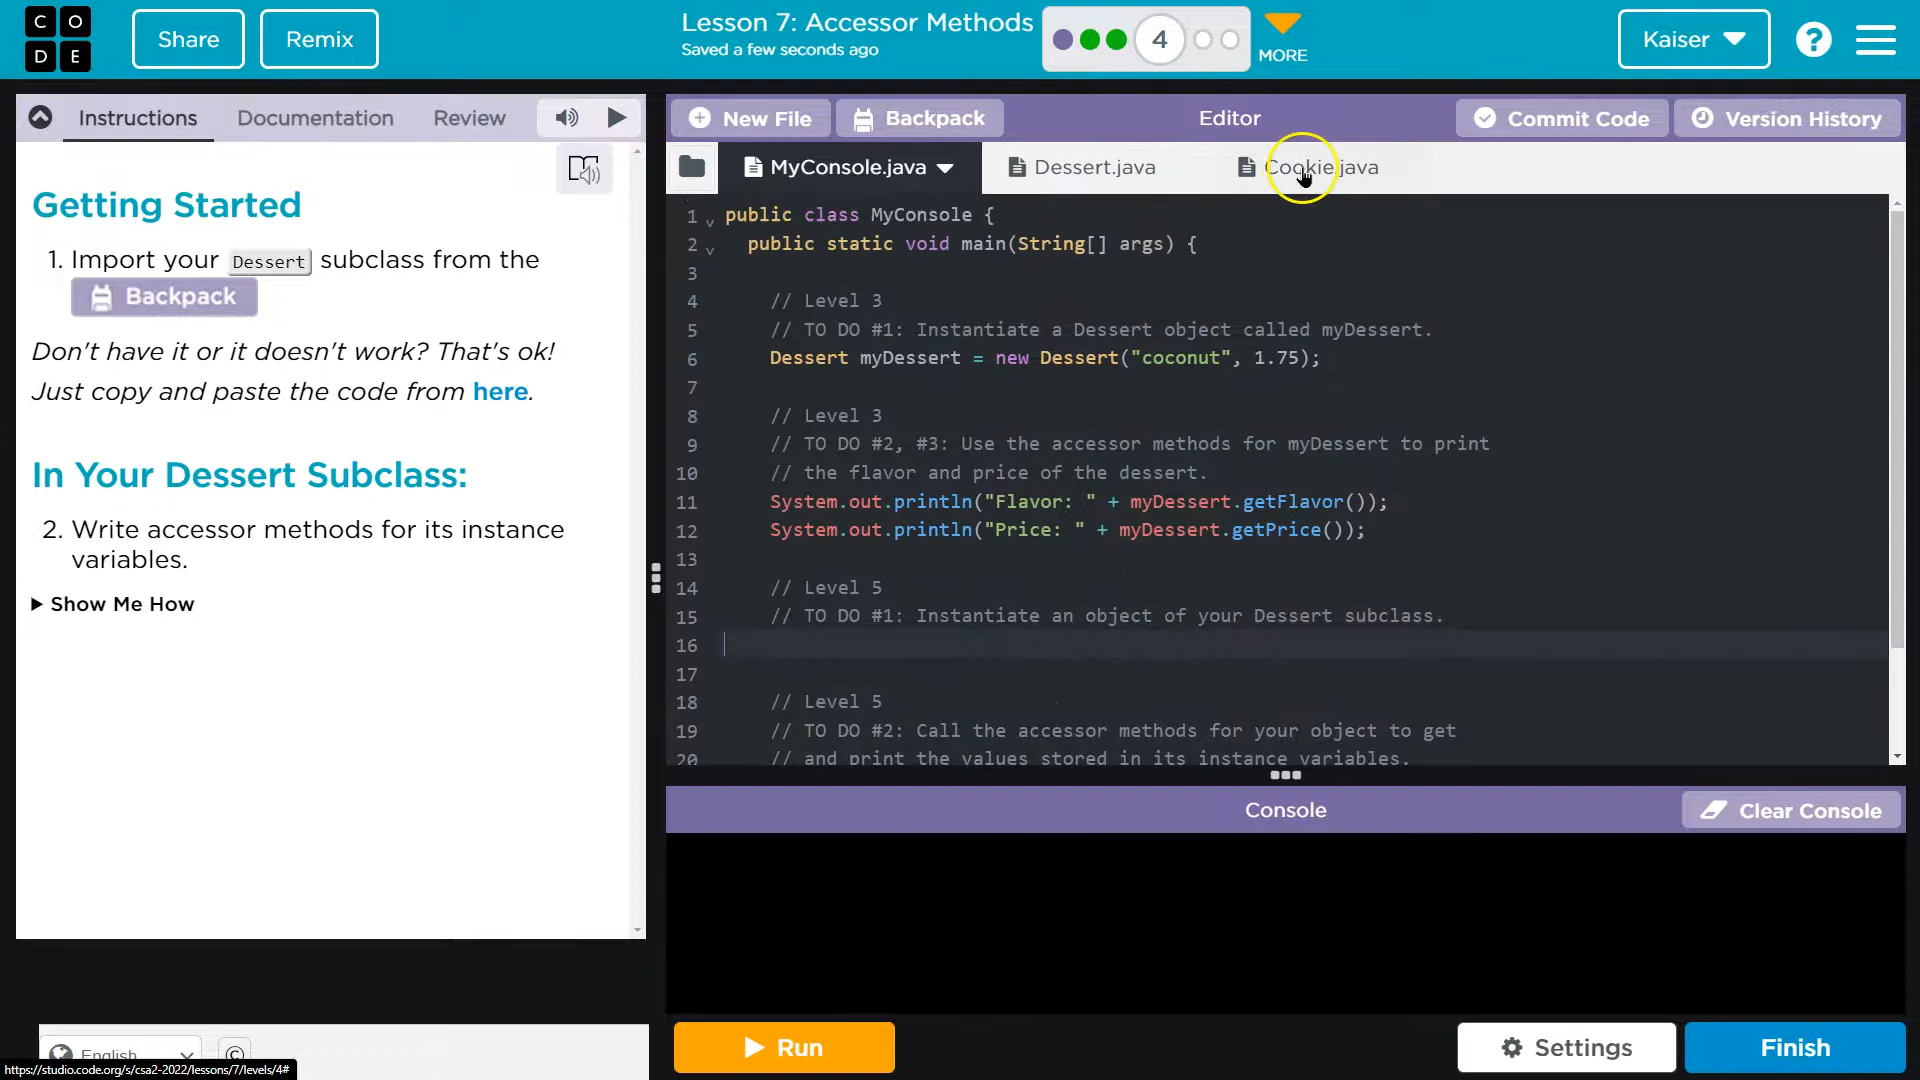 CO
DE
Share
Remix
Lesson 7: Accessor Methods
Saved a few seconds ago
4
MORE
Kaiser
?
Instructions
Documentation
Review
New File
Backpack
Editor
Commit Code
Version History
MyConsole.java
Dessert.java
Cookie.java
Getting Started
1. Import your Dessert subclass from the
Backpack
Don't have it or it doesn't work? That's ok!
Just copy and paste the code from here.
In Your Dessert Subclass:
2. Write accessor methods for its instance
variables.
Show Me How
1 public class MyConsole {
2 public static void main(String[] args) {
3
4 // Level 3
5 // TO DO #1: Instantiate a Dessert object called myDessert.
6 Dessert myDessert = new Dessert("coconut", 1.75);
7
8 // Level 3
9 // TO DO #2, #3: Use the accessor methods for myDessert to print
10 // the flavor and price of the dessert.
11 System.out.println("Flavor: " + myDessert.getFlavor());
12 System.out.println("Price: " + myDessert.getPrice());
13
14 // Level 5
15 // TO DO #1: Instantiate an object of your Dessert subclass.
16
17
18 // Level 5
19 // TO DO #2: Call the accessor methods for your object to get
20 // and print the values stored in its instance variables.
Console
Clear Console
English
©
https://studio.code.org/s/csa2-2022/lessons/7/levels/4#
Run
Settings
Finish